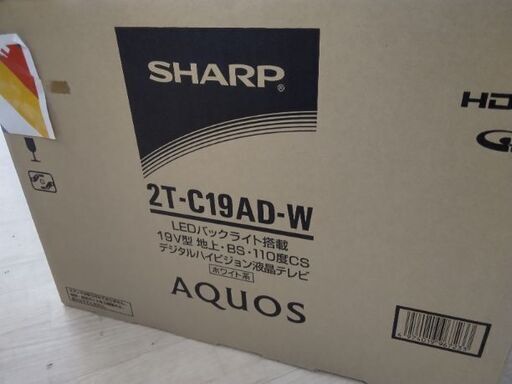 SHARP®
HD
2T-C19AD-W
LEDバックライト搭載
19V型 地上・BS・110度CS
デジタルハイビジョン液晶テレビ
ホワイト系
AQUOS